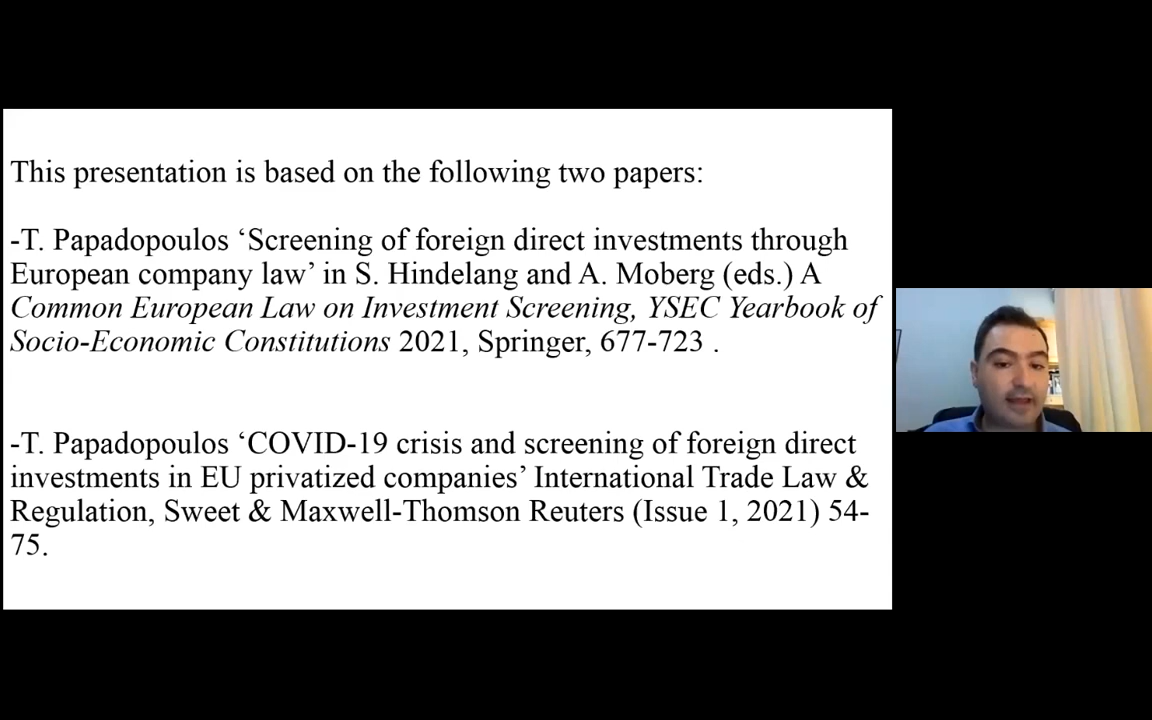 This presentation is based on the following two papers:
-T. Papadopoulos ‘Screening of foreign direct investments through
European company law’ in S. Hindelang and A. Moberg (eds.) A
Common European Law on Investment Screening, YSEC Yearbook of
Socio-Economic Constitutions 2021, Springer, 677-723 .
-T. Papadopoulos ‘COVID-19 crisis and screening of foreign direct
investments in EU privatized companies’ International Trade Law &
Regulation, Sweet & Maxwell-Thomson Reuters (Issue 1, 2021) 54-
75.